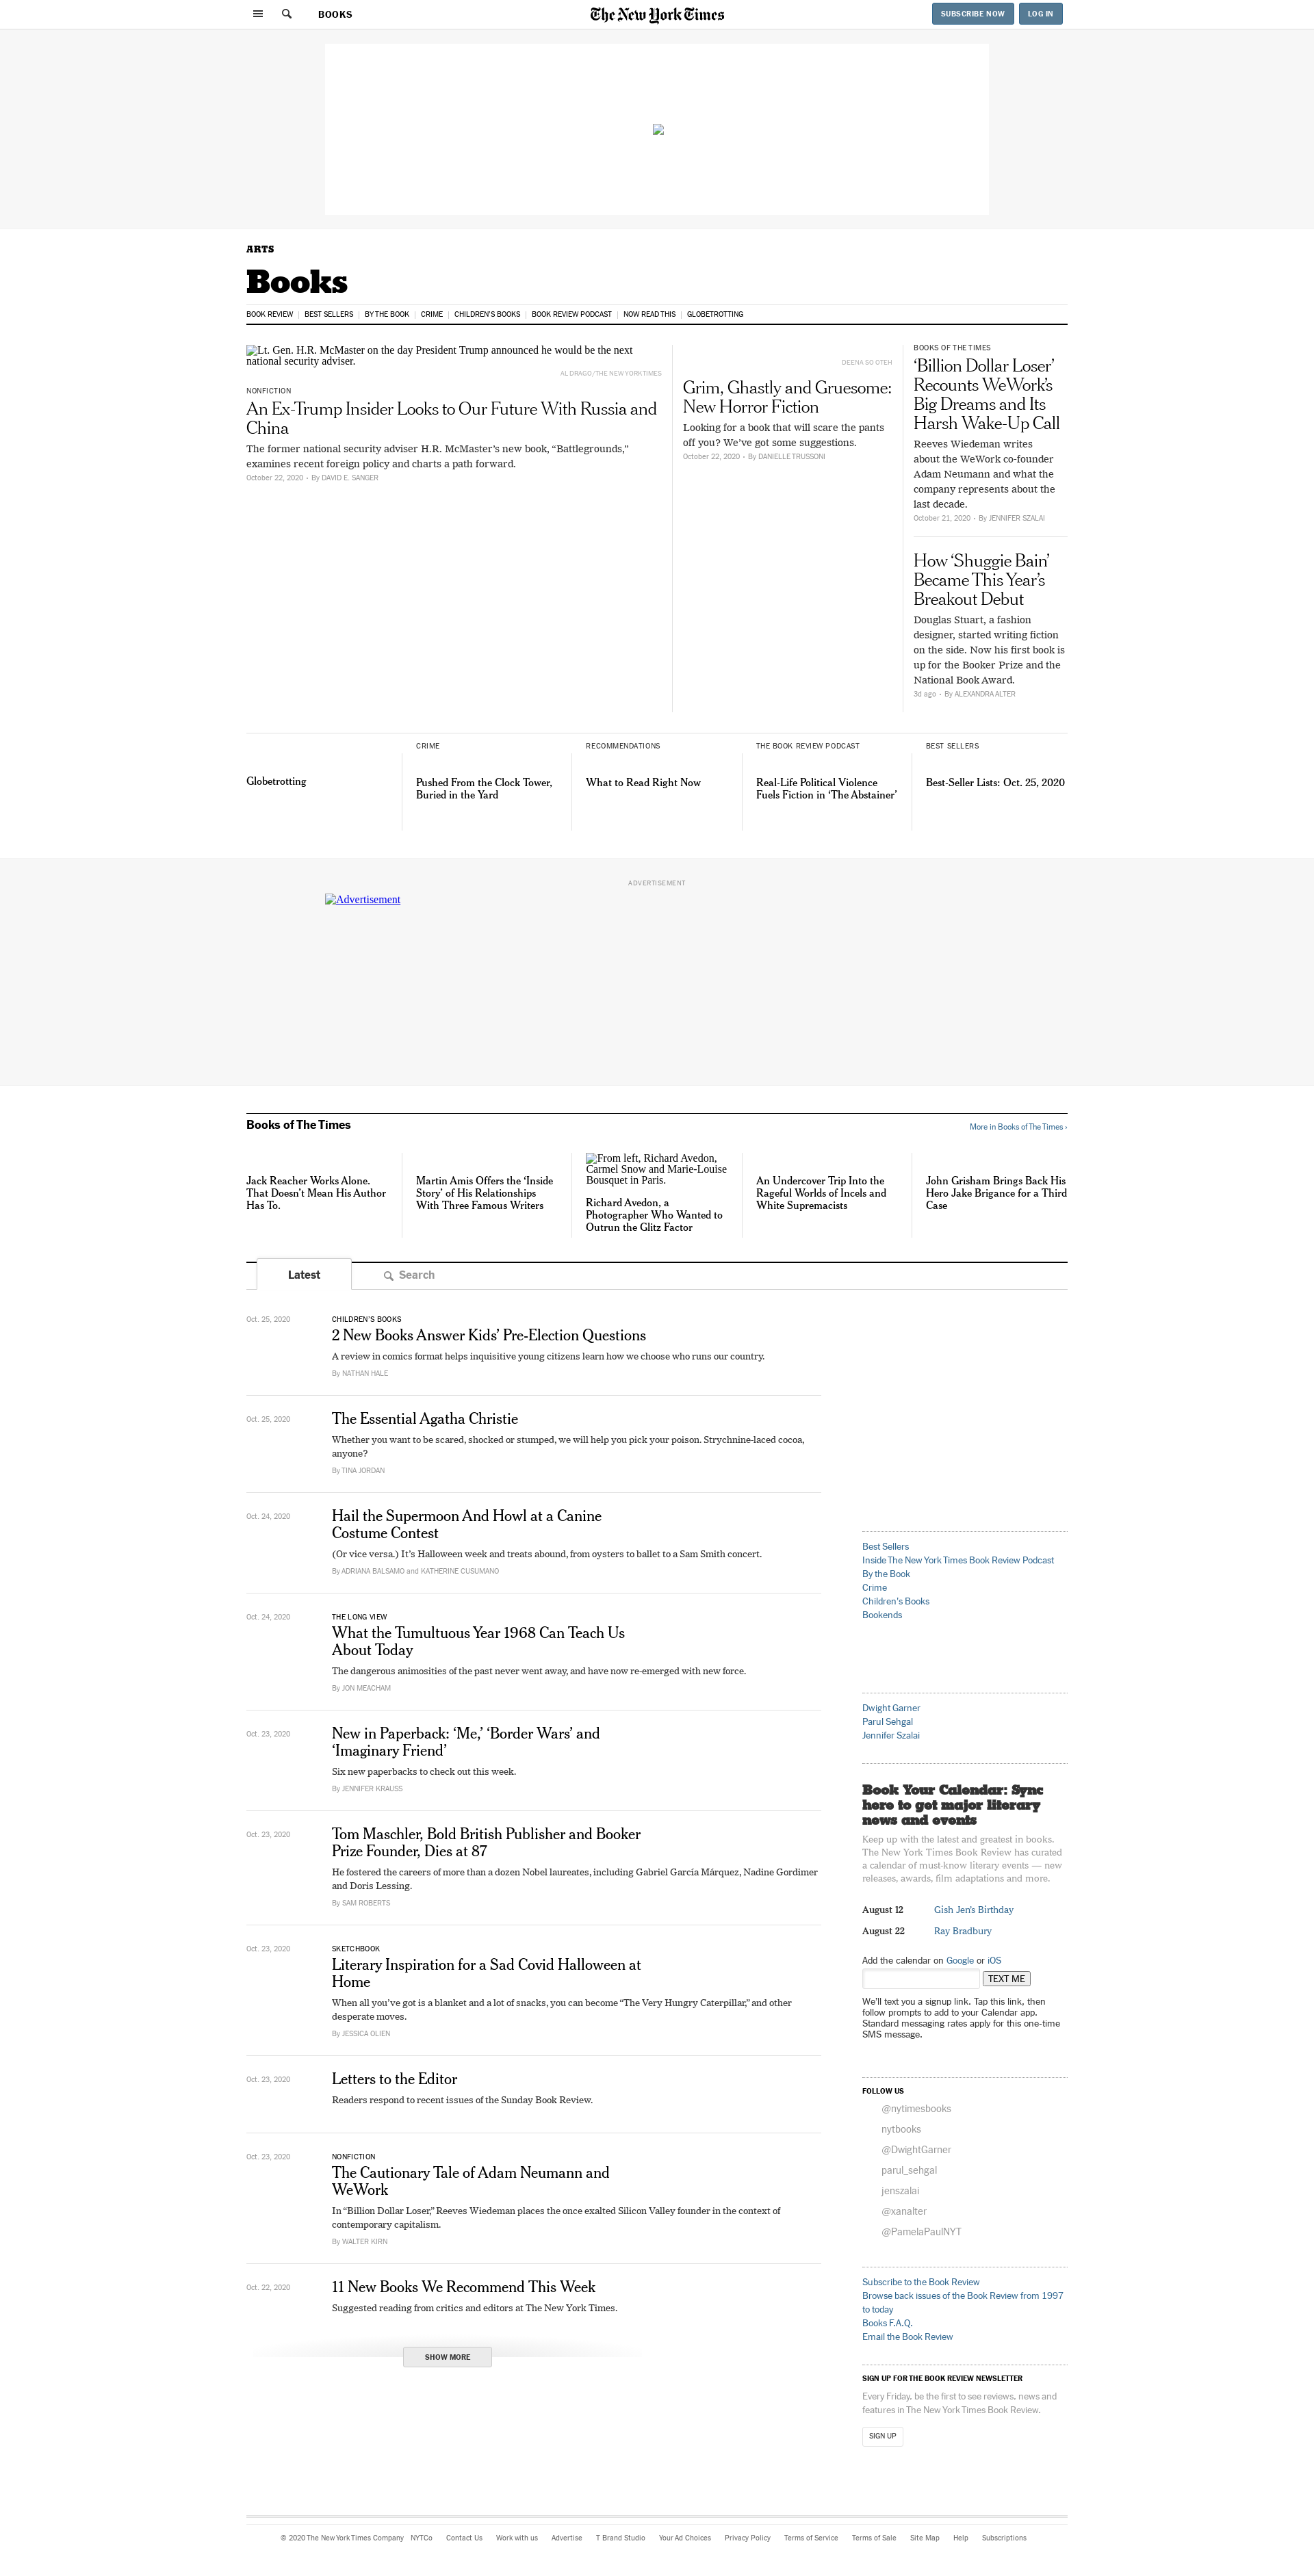 BOOKS
The New York Times
SUBSCRIBE NOW
LOG IN
ARTS
Books
BOOK REVIEW
BEST SELLERS
BY THE BOOK
CRIME
CHILDREN'S BOOKS
BOOK REVIEW PODCAST
NOW READ THIS
GLOBETROTTING
Lt. Gen. H.R. McMaster on the day President Trump announced he would be the next
national security adviser.
AL DRAGO/THE NEW YORK TIMES
NONFICTION
An Ex-Trump Insider Looks to Our Future With Russia and
China
The former national security adviser H.R. McMaster's new book, “Battlegrounds,”
examines recent foreign policy and charts a path forward.
October 22, 2020 - By DAVID E. SANGER
DEENA SO OTEH
Grim, Ghastly and Gruesome:
New Horror Fiction
Looking for a book that will scare the pants
off you? We've got some suggestions.
October 22, 2020 - By DANIELLE TRUSSONI
BOOKS OF THE TIMES
‘Billion Dollar Loser’
Recounts WeWork’s
Big Dreams and Its
Harsh Wake-Up Call
Reeves Wiedeman writes
about the WeWork co-founder
Adam Neumann and what the
company represents about the
last decade.
October 21, 2020 - By JENNIFER SZALAI
How ‘Shuggie Bain’
Became This Year’s
Breakout Debut
Douglas Stuart, a fashion
designer, started writing fiction
on the side. Now his first book is
up for the Booker Prize and the
National Book Award.
3d ago - By ALEXANDRA ALTER
Globetrotting
CRIME
Pushed From the Clock Tower,
Buried in the Yard
RECOMMENDATIONS
What to Read Right Now
THE BOOK REVIEW PODCAST
Real-Life Political Violence
Fuels Fiction in ‘The Abstainer’
BEST SELLERS
Best-Seller Lists: Oct. 25, 2020
ADVERTISEMENT
Advertisement
Books of The Times
More in Books of The Times ›
Jack Reacher Works Alone.
That Doesn’t Mean His Author
Has To.
Martin Amis Offers the ‘Inside
Story’ of His Relationships
With Three Famous Writers
From left, Richard Avedon,
Carmel Snow and Marie-Louise
Bousquet in Paris.
Richard Avedon, a
Photographer Who Wanted to
Outrun the Glitz Factor
An Undercover Trip Into the
Rageful Worlds of Incels and
White Supremacists
John Grisham Brings Back His
Hero Jake Brigance for a Third
Case
Latest
Search
Oct. 25, 2020
CHILDREN'S BOOKS
2 New Books Answer Kids’ Pre-Election Questions
A review in comics format helps inquisitive young citizens learn how we choose who runs our country.
By NATHAN HALE
Oct. 25, 2020
The Essential Agatha Christie
Whether you want to be scared, shocked or stumped, we will help you pick your poison. Strychnine-laced cocoa,
anyone?
By TINA JORDAN
Oct. 24, 2020
Hail the Supermoon And Howl at a Canine
Costume Contest
(Or vice versa.) It’s Halloween week and treats abound, from oysters to ballet to a Sam Smith concert.
By ADRIANA BALSAMO and KATHERINE CUSUMANO
Oct. 24, 2020
THE LONG VIEW
What the Tumultuous Year 1968 Can Teach Us
About Today
The dangerous animosities of the past never went away, and have now re-emerged with new force.
By JON MEACHAM
Oct. 23, 2020
New in Paperback: ‘Me,’ ‘Border Wars’ and
‘Imaginary Friend’
Six new paperbacks to check out this week.
By JENNIFER KRAUSS
Oct. 23, 2020
Tom Maschler, Bold British Publisher and Booker
Prize Founder, Dies at 87
He fostered the careers of more than a dozen Nobel laureates, including Gabriel García Márquez, Nadine Gordimer
and Doris Lessing.
By SAM ROBERTS
Oct. 23, 2020
SKETCHBOOK
Literary Inspiration for a Sad Covid Halloween at
Home
When all you’ve got is a blanket and a lot of snacks, you can become “The Very Hungry Caterpillar,” and other
desperate moves.
By JESSICA OLIEN
Oct. 23, 2020
Letters to the Editor
Readers respond to recent issues of the Sunday Book Review.
Oct. 23, 2020
NONFICTION
The Cautionary Tale of Adam Neumann and
WeWork
In “Billion Dollar Loser,” Reeves Wiedeman places the once exalted Silicon Valley founder in the context of
contemporary capitalism.
By WALTER KIRN
Oct. 22, 2020
11 New Books We Recommend This Week
Suggested reading from critics and editors at The New York Times.
SHOW MORE
Best Sellers
Inside The New York Times Book Review Podcast
By the Book
Crime
Children's Books
Bookends
Dwight Garner
Parul Sehgal
Jennifer Szalai
Book Your Calendar: Sync
here to get major literary
news and events
Keep up with the latest and greatest in books.
The New York Times Book Review has curated
a calendar of must-know literary events — new
releases, awards, film adaptations and more.
August 12 Gish Jen's Birthday
August 22 Ray Bradbury
Add the calendar on Google or iOS
TEXT ME
We’ll text you a signup link. Tap this link, then
follow prompts to add to your Calendar app.
Standard messaging rates apply for this one-time
SMS message.
FOLLOW US
@nytimesbooks
nytbooks
@DwightGarner
parul_sehgal
jenszalai
@xanalter
@PamelaPaulNYT
Subscribe to the Book Review
Browse back issues of the Book Review from 1997
to today
Books F.A.Q.
Email the Book Review
SIGN UP FOR THE BOOK REVIEW NEWSLETTER
Every Friday, be the first to see reviews, news and
features in The New York Times Book Review.
SIGN UP
© 2020 The New York Times Company NYTCo Contact Us Work with us Advertise T Brand Studio Your Ad Choices Privacy Policy Terms of Service Terms of Sale Site Map Help Subscriptions